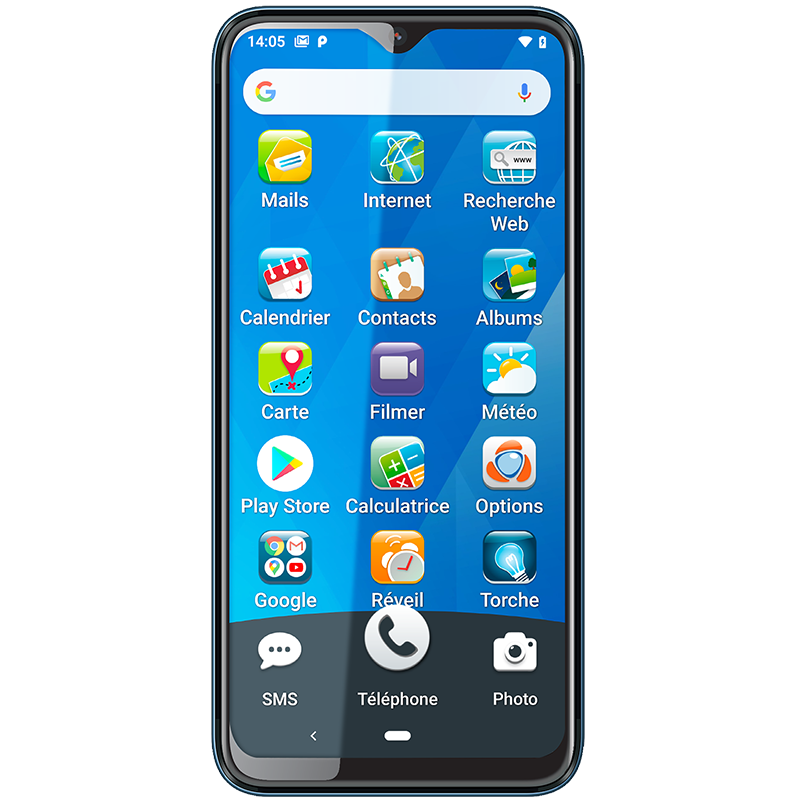 14:05
Mails
Internet
www
Recherche
Web
Calendrier
Contacts
Albums
Carte
Filmer
Météo
Play Store
Calculatrice
Options
Google
Réveil
Torche
SMS
Téléphone
Photo